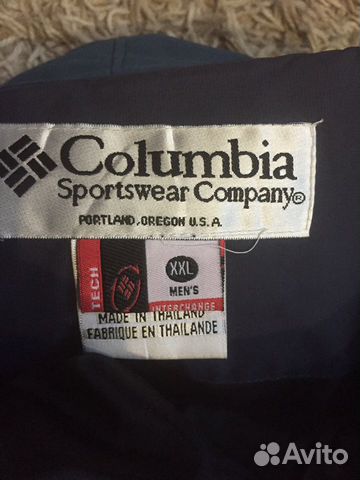 Columbia
Sportswear Company®
PORTLAND, OREGON U.S.A.
TECH
XXL
MEN'S
INTERCHANGE
MADE IN THAILAND
FABRIQUE EN THAILANDE
Avito